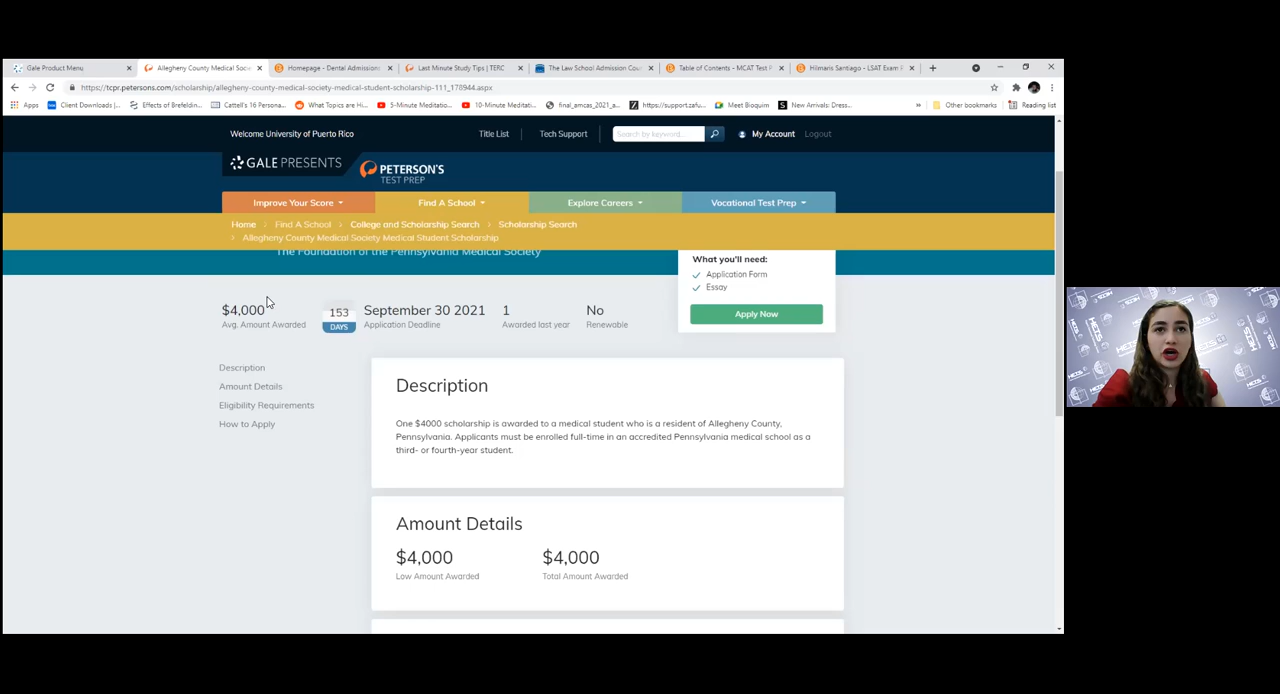 Gale Product Menu
Allegheny County Medical Socie
Homepage - Dental Admissions
Last Minute Study Tips | TERC
The Law School Admission Cou
Table of Contents - MCAT Test P
Hilmaris Santiago - LSAT Exam P
https://tcpr.petersons.com/scholarship/allegheny-county-medical-society-medical-student-scholarship-111_178944.aspx
Apps
Client Downloads |...
Effects of Brefeldin...
Cattell's 16 Persona...
What Topics are Hi...
5-Minute Meditatio...
10-Minute Meditati...
final_amcas_2021_a...
https://support.zafu...
Meet Bioquim
New Arrivals: Dress...
»
Other bookmarks
Reading list
Welcome University of Puerto Rico
Title List
Tech Support
Search by keyword...
My Account
Logout
GALE PRESENTS
PETERSON'S
TEST PREP
Improve Your Score
Find A School
Explore Careers
Vocational Test Prep
Home > Find A School > College and Scholarship Search > Scholarship Search
> Allegheny County Medical Society Medical Student Scholarship
The Foundation of the Pennsylvania Medical Society
What you'll need:
Application Form
Essay
Apply Now
$4,000
Avg. Amount Awarded
153
DAYS
September 30 2021
Application Deadline
1
Awarded last year
No
Renewable
Description
Amount Details
Eligibility Requirements
How to Apply
Description
One $4000 scholarship is awarded to a medical student who is a resident of Allegheny County,
Pennsylvania. Applicants must be enrolled full-time in an accredited Pennsylvania medical school as a
third- or fourth-year student.
Amount Details
$4,000
Low Amount Awarded
$4,000
Total Amount Awarded